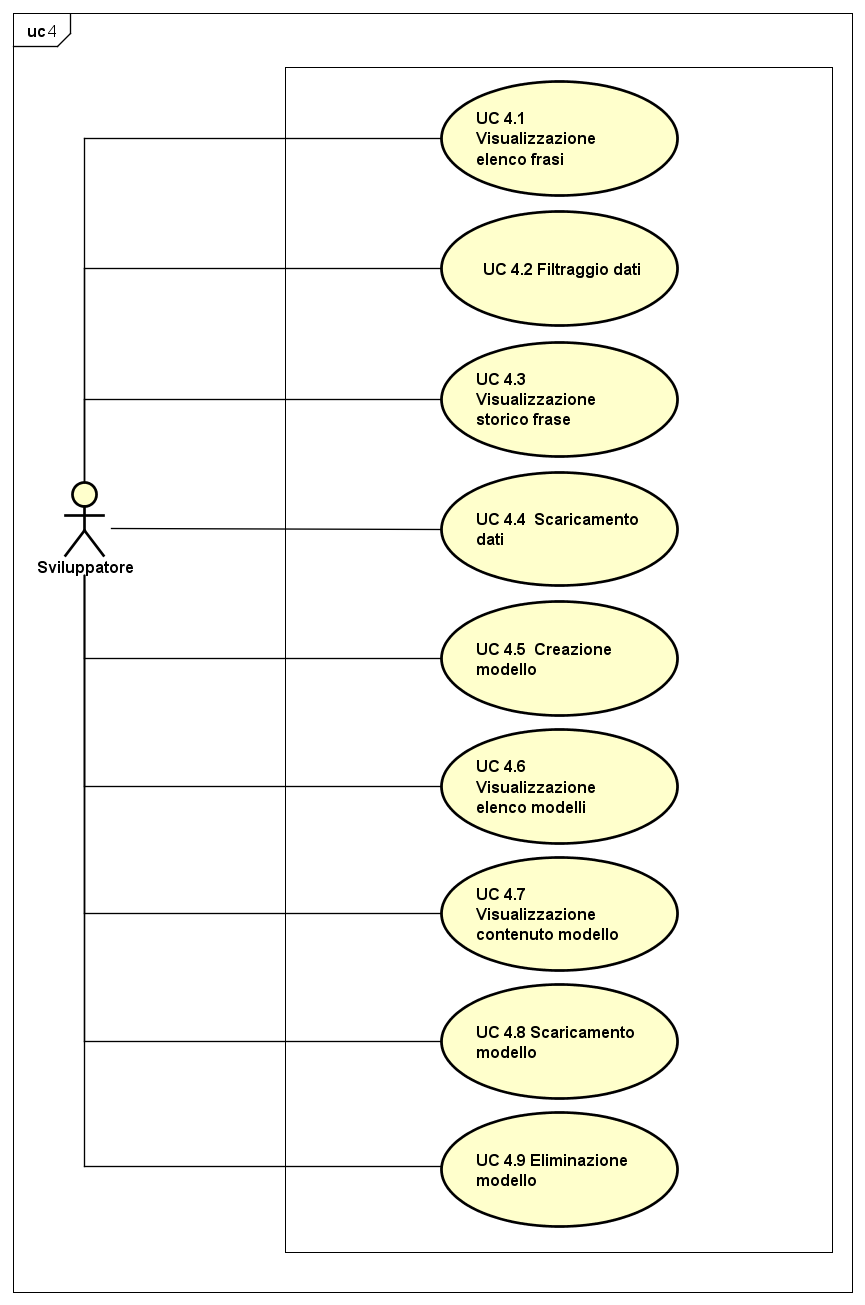 uc 4
UC 4.1
Visualizzazione
elenco frasi
UC 4.2 Filtraggio dati
UC 4.3
Visualizzazione
storico frase
UC 4.4 Scaricamento
dati
Sviluppatore
UC 4.5 Creazione
modello
UC 4.6
Visualizzazione
elenco modelli
UC 4.7
Visualizzazione
contenuto modello
UC 4.8 Scaricamento
modello
UC 4.9 Eliminazione
modello